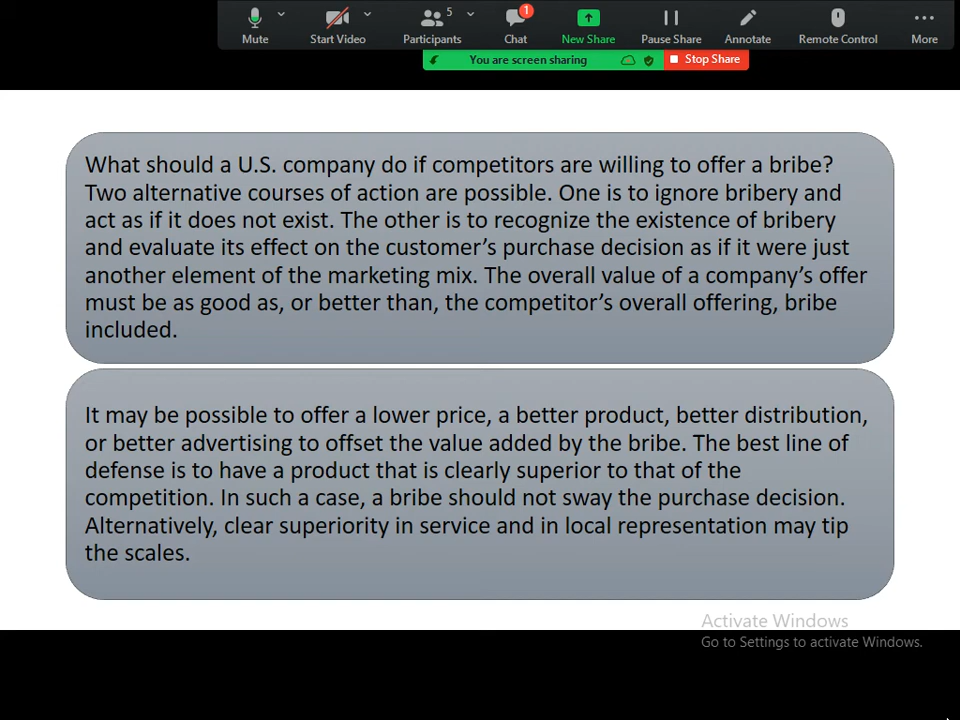 5
1
Mute
Start Video
Participants
Chat
New Share
Pause Share
Annotate
Remote Control
More
You are screen sharing
Stop Share
What should a U.S. company do if competitors are willing to offer a bribe?
Two alternative courses of action are possible. One is to ignore bribery and
act as if it does not exist. The other is to recognize the existence of bribery
and evaluate its effect on the customer’s purchase decision as if it were just
another element of the marketing mix. The overall value of a company’s offer
must be as good as, or better than, the competitor’s overall offering, bribe
included.
It may be possible to offer a lower price, a better product, better distribution,
or better advertising to offset the value added by the bribe. The best line of
defense is to have a product that is clearly superior to that of the
competition. In such a case, a bribe should not sway the purchase decision.
Alternatively, clear superiority in service and in local representation may tip
the scales.
Activate Windows
Go to Settings to activate Windows.